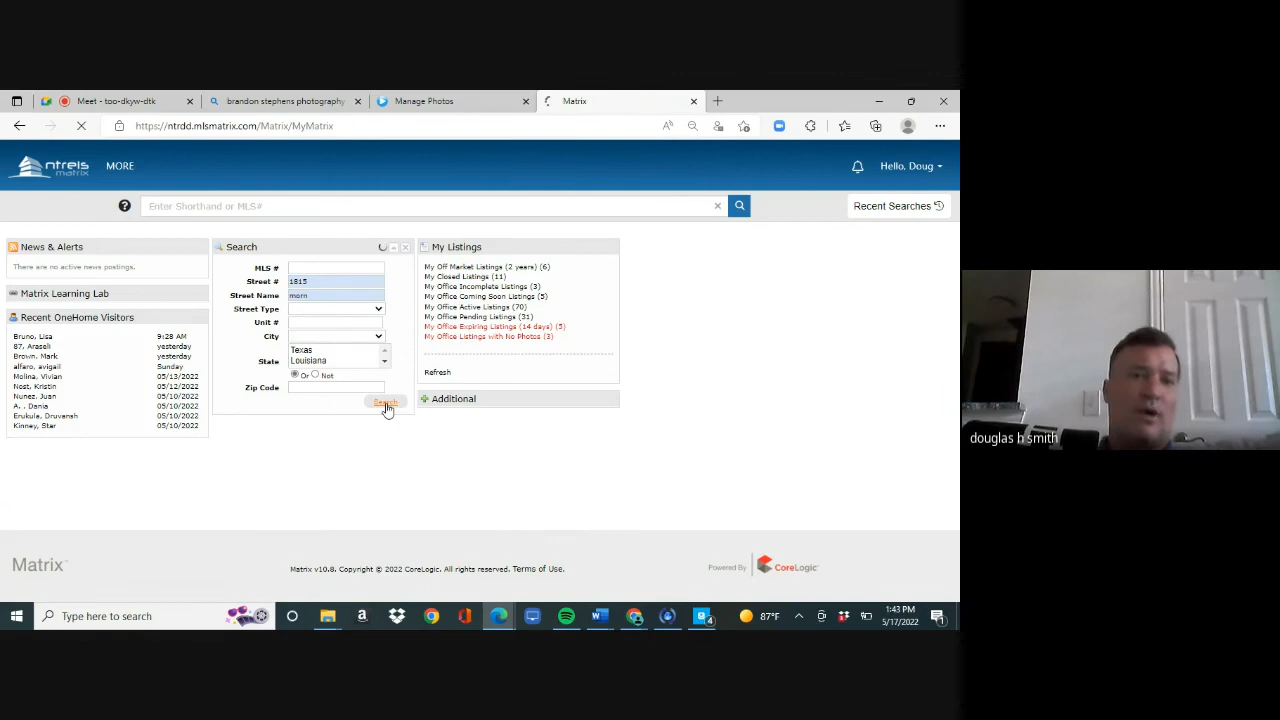 Meet - too-dkyw-dtk
brandon stephens photography
Manage Photos
Matrix
https://ntrdd.mlsmatrix.com/Matrix/MyMatrix
ntreis matrix
MORE
Hello, Doug
Enter Shorthand or MLS#
Recent Searches
News & Alerts
There are no active news postings.
Matrix Learning Lab
Recent OneHome Visitors
Bruno, Lisa 9:28 AM
87, Araseli yesterday
Brown, Mark yesterday
alfaro, avigail Sunday
Molina, Vivian 05/13/2022
Nost, Kristin 05/12/2022
Nunez, Juan 05/10/2022
A, , Dania 05/10/2022
Erukula, Druvansh 05/10/2022
Kinney, Star 05/10/2022
Search
MLS #
Street # 1815
Street Name morn
Street Type
Unit #
City
State Texas
Louisiana
Or Not
Zip Code
Search
My Listings
My Off Market Listings (2 years) (6)
My Closed Listings (11)
My Office Incomplete Listings (3)
My Office Coming Soon Listings (5)
My Office Active Listings (70)
My Office Pending Listings (31)
My Office Expiring Listings (14 days) (5)
My Office Listings with No Photos (3)
Refresh
Additional
douglas h smith
Matrix
Matrix v10.8. Copyright © 2022 CoreLogic. All rights reserved. Terms of Use.
Powered By CoreLogic
Type here to search
87°F
1:43 PM
5/17/2022